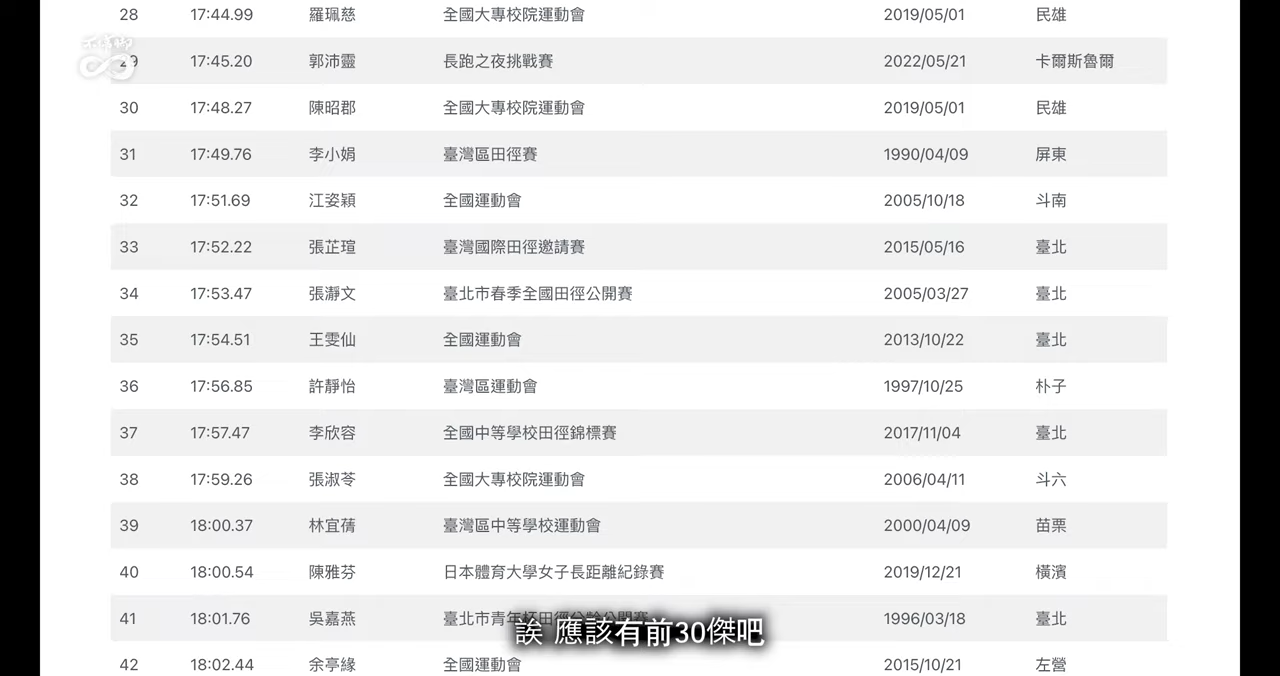 28 17:44.99 羅珮慈 全國大專校院運動會 2019/05/01 民雄
29 17:45.20 郭沛靈 長跑之夜挑戰賽 2022/05/21 卡爾斯魯爾
30 17:48.27 陳昭郡 全國大專校院運動會 2019/05/01 民雄
31 17:49.76 李小娟 臺灣區田徑賽 1990/04/09 屏東
32 17:51.69 江姿穎 全國運動會 2005/10/18 斗南
33 17:52.22 張芷瑄 臺灣國際田徑邀請賽 2015/05/16 臺北
34 17:53.47 張瀞文 臺北市春季全國田徑公開賽 2005/03/27 臺北
35 17:54.51 王雯仙 全國運動會 2013/10/22 臺北
36 17:56.85 許靜怡 臺灣區運動會 1997/10/25 朴子
37 17:57.47 李欣容 全國中等學校田徑錦標賽 2017/11/04 臺北
38 17:59.26 張淑苓 全國大專校院運動會 2006/04/11 斗六
39 18:00.37 林宜蒨 臺灣區中等學校運動會 2000/04/09 苗栗
40 18:00.54 陳雅芬 日本體育大學女子長距離紀錄賽 2019/12/21 橫濱
41 18:01.76 吳嘉燕 臺北市青年杯田徑分齡公開賽 1996/03/18 臺北
誒 應該有前30傑吧
42 18:02.44 余亭緣 全國運動會 2015/10/21 左營